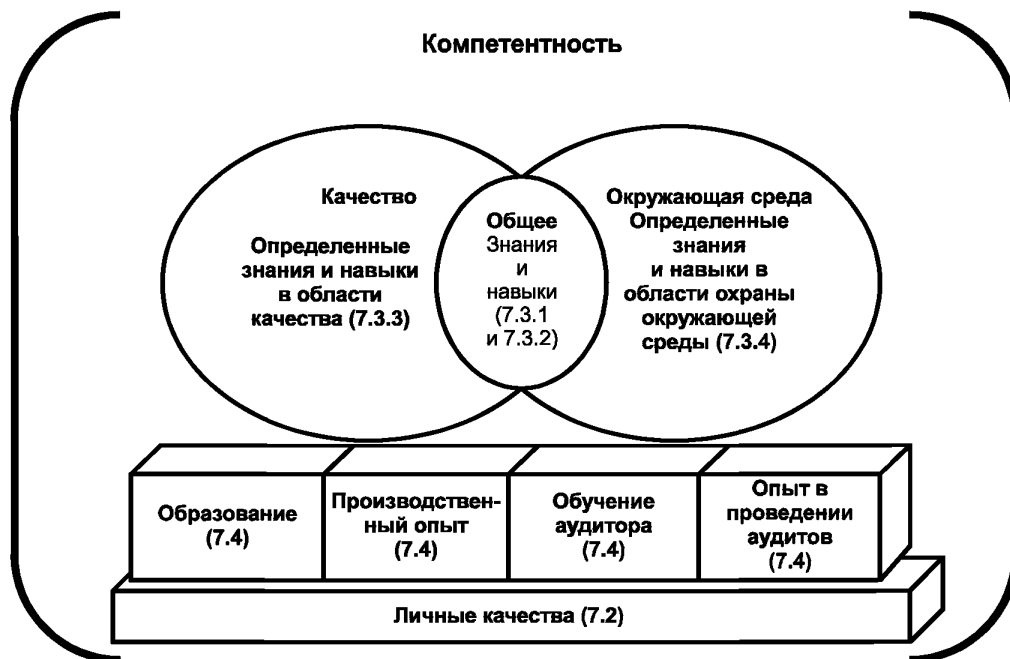 Компетентность
Качество
Определенные
знания и навыки
в области
качества (7.3.3)
Общее
Знания
и
навыки
(7.3.1
и 7.3.2)
Окружающая среда
Определенные
знания
и навыки в
области охраны
окружающей
среды (7.3.4)
Образование
(7.4)
Производствен-
ный опыт
(7.4)
Обучение
аудитора
(7.4)
Опыт в
проведении
аудитов
(7.4)
Личные качества (7.2)